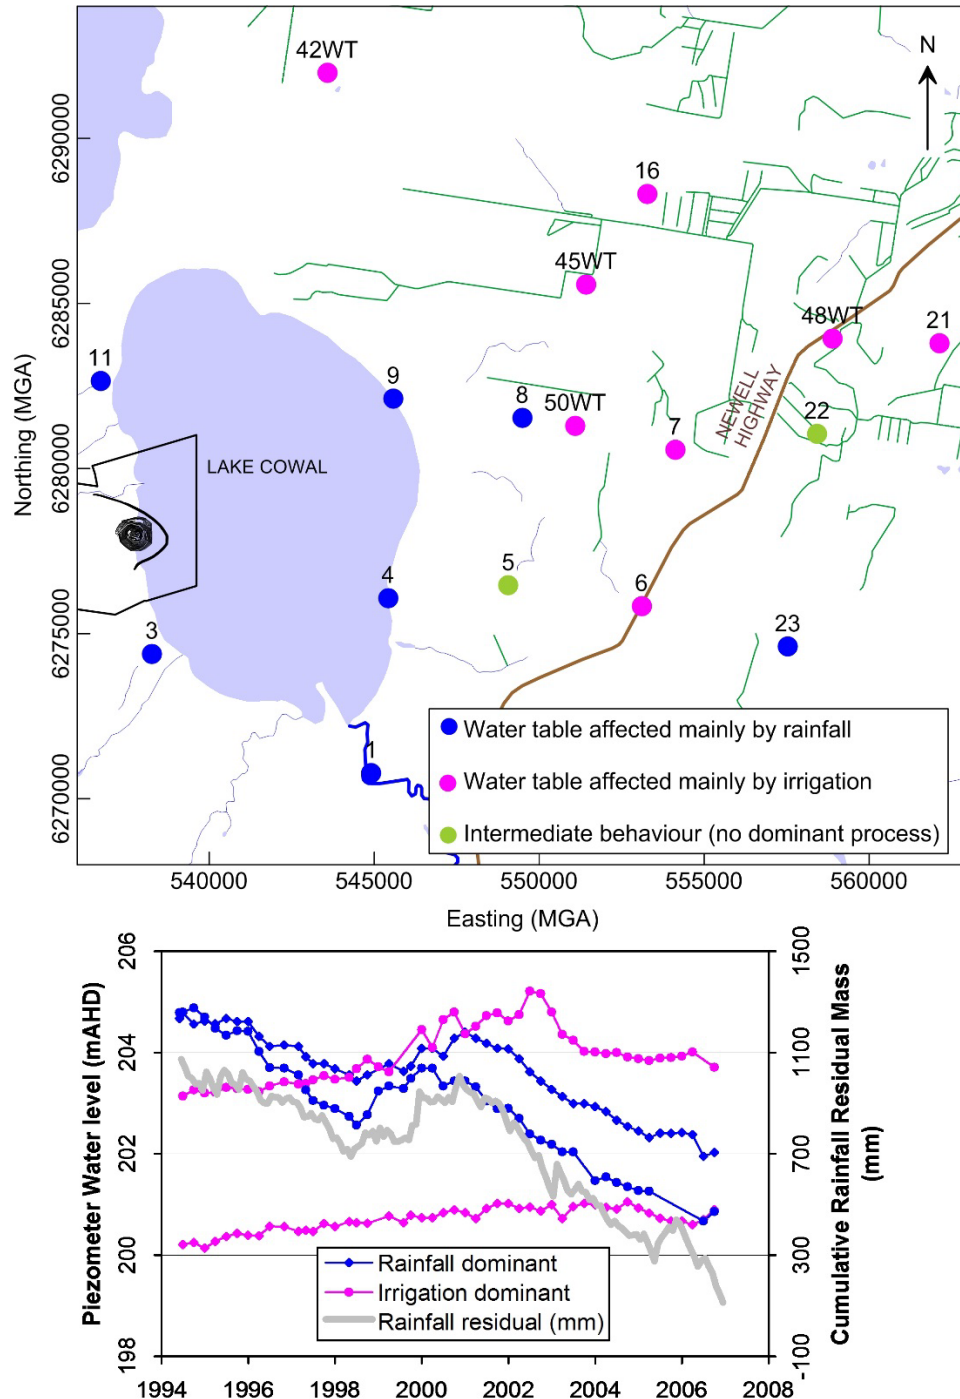 42WT
N
6290000
16
45WT
6285000
48WT
21
11
9
8
50WT
7
22
NEWELL
HIGHWAY
Northing (MGA)
6280000
LAKE COWAL
5
4
6
6275000
3
23
1
Water table affected mainly by rainfall
Water table affected mainly by irrigation
Intermediate behaviour (no dominant process)
6270000
540000 545000 550000 555000 560000
Easting (MGA)
Piezometer Water level (mAHD)
206
204
202
200
198
1500
1100
700
300
-100
Cumulative Rainfall Residual Mass
(mm)
Rainfall dominant
Irrigation dominant
Rainfall residual (mm)
1994 1996 1998 2000 2002 2004 2006 2008